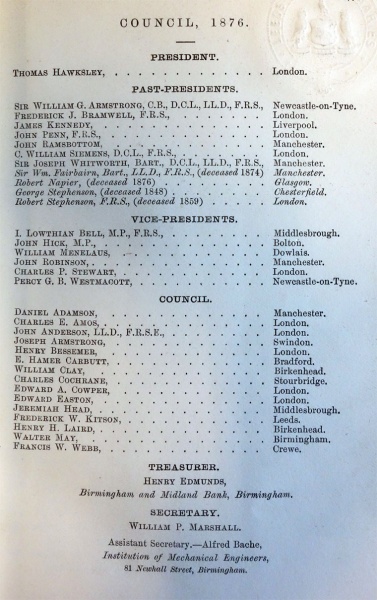 COUNCIL, 1876.
PRESIDENT.
THOMAS HAWKSLEY, . . . . . . . . . . . London.
PAST-PRESIDENTS.
SIR WILLIAM G. ARMSTRONG, C.B., D.C.L., LL.D., F.R.S., Newcastle-on-Tyne.
FREDERICK J. BRAMWELL, F.R.S., . . . . . . London.
JAMES KENNEDY, . . . . . . . . . . . Liverpool.
JOHN PENN, F.R.S., . . . . . . . . . . London.
JOHN RAMSBOTTOM, . . . . . . . . . . Manchester.
C. WILLIAM SIEMENS, D.C.L., F.R.S., . . . . . London.
SIR JOSEPH WHITWORTH, BART., D.C.L., LL.D., F.R.S., Manchester.
Sir Wm. Fairbairn, Bart., LL.D., F.R.S., (deceased 1874) Manchester.
Robert Napier, (deceased 1876) . . . . . . Glasgow.
George Stephenson, (deceased 1848) . . . . . Chesterfield.
Robert Stephenson, F.R.S., (deceased 1859) . . . London.
VICE-PRESIDENTS.
I. LOWTHIAN BELL, M.P., F.R.S., . . . . . . Middlesbrough.
JOHN HICK, M.P., . . . . . . . . . . Bolton.
WILLIAM MENELAUS, . . . . . . . . . . Dowlais.
JOHN ROBINSON, . . . . . . . . . . . Manchester.
CHARLES P. STEWART, . . . . . . . . . London.
PERCY G. B. WESTMACOTT, . . . . . . . . Newcastle-on-Tyne.
COUNCIL.
DANIEL ADAMSON, . . . . . . . . . . Manchester.
CHARLES E. AMOS, . . . . . . . . . . London.
JOHN ANDERSON, LL.D., F.R.S.E., . . . . . . London.
JOSEPH ARMSTRONG, . . . . . . . . . . Swindon.
HENRY BESSEMER, . . . . . . . . . . London.
E. HAMER CARBUTT, . . . . . . . . . . Bradford.
WILLIAM CLAY, . . . . . . . . . . . Birkenhead.
CHARLES COCHRANE, . . . . . . . . . . Stourbridge.
EDWARD A. COWPER, . . . . . . . . . . London.
EDWARD EASTON, . . . . . . . . . . . London.
JEREMIAH HEAD, . . . . . . . . . . . Middlesbrough.
FREDERICK W. KITSON, . . . . . . . . . Leeds.
HENRY H. LAIRD, . . . . . . . . . . Birkenhead.
WALTER MAY, . . . . . . . . . . . . Birmingham.
FRANCIS W. WEBB, . . . . . . . . . . Crewe.
TREASURER.
HENRY EDMUNDS,
Birmingham and Midland Bank, Birmingham.
SECRETARY.
WILLIAM P. MARSHALL.
Assistant Secretary.—Alfred Bache,
Institution of Mechanical Engineers,
81 Newhall Street, Birmingham.